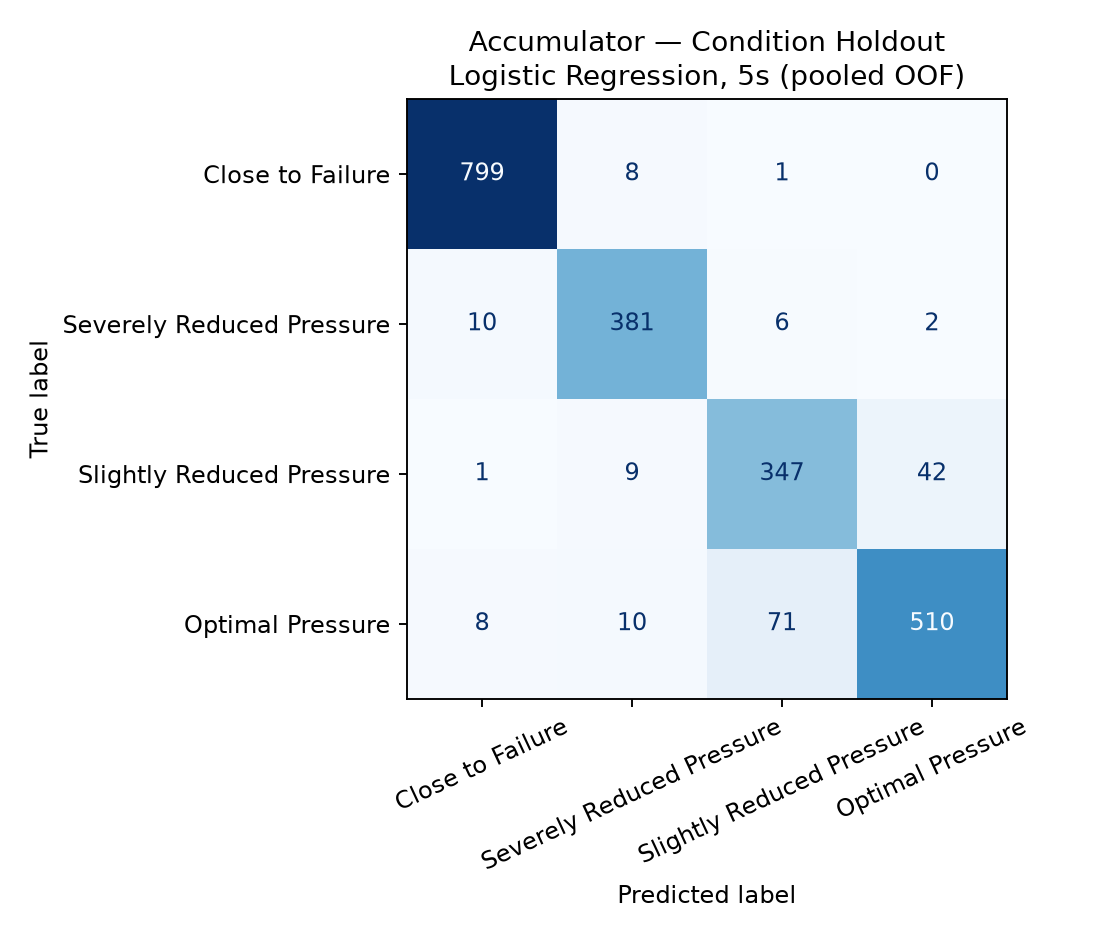 Accumulator — Condition Holdout
Logistic Regression, 5s (pooled OOF)
True label
Close to Failure
799 8 1 0
Severely Reduced Pressure
10 381 6 2
Slightly Reduced Pressure
1 9 347 42
Optimal Pressure
8 10 71 510
Close to Failure
Severely Reduced Pressure
Slightly Reduced Pressure
Optimal Pressure
Predicted label